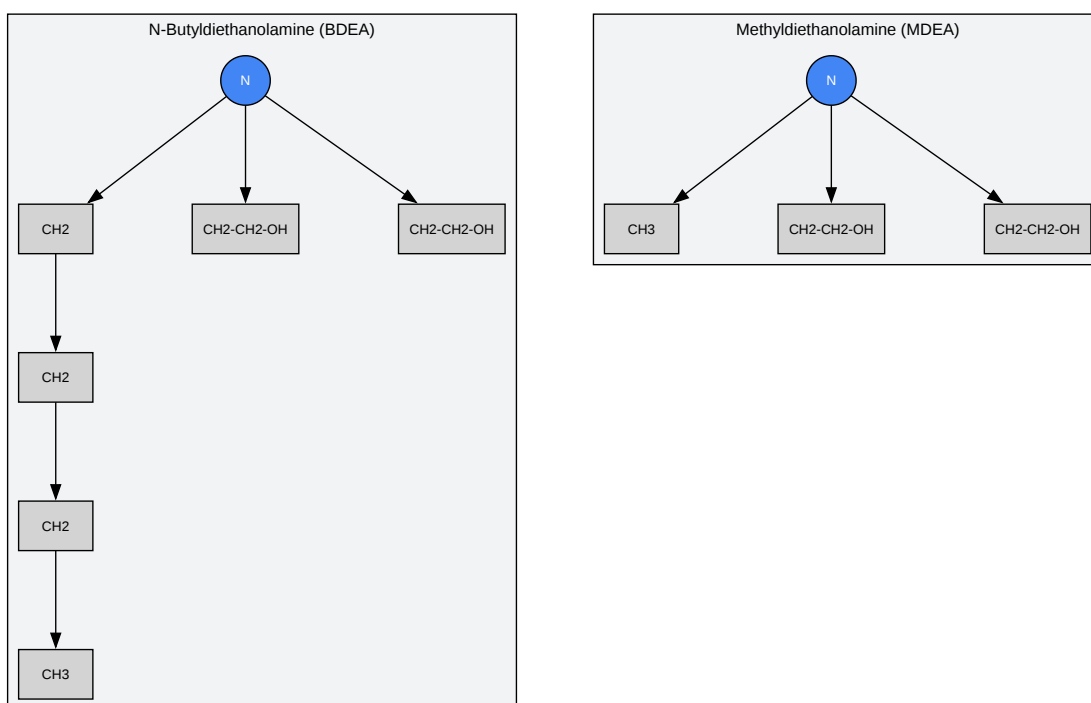 N-Butyldiethanolamine (BDEA)
N
CH2
CH2-CH2-OH
CH2-CH2-OH
CH2
CH2
CH3
Methyldiethanolamine (MDEA)
N
CH3
CH2-CH2-OH
CH2-CH2-OH